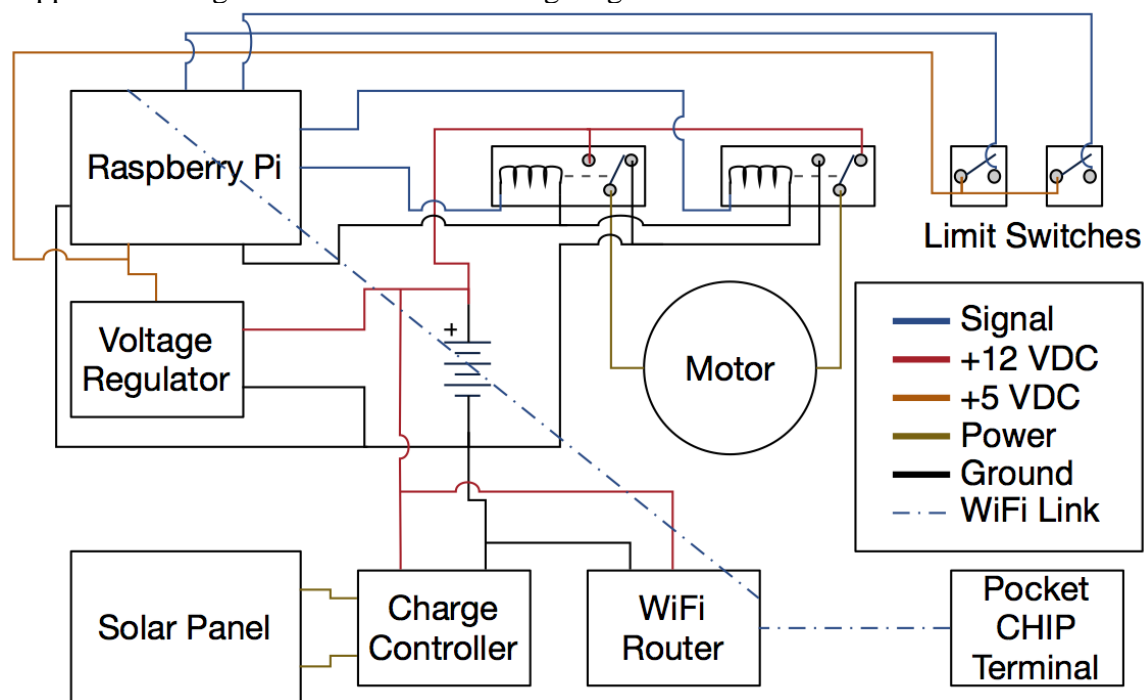 Raspberry Pi
Limit Switches
Voltage
Regulator
+
Motor
Signal
+12 VDC
+5 VDC
Power
Ground
WiFi Link
Solar Panel
Charge
Controller
WiFi
Router
Pocket
CHIP
Terminal